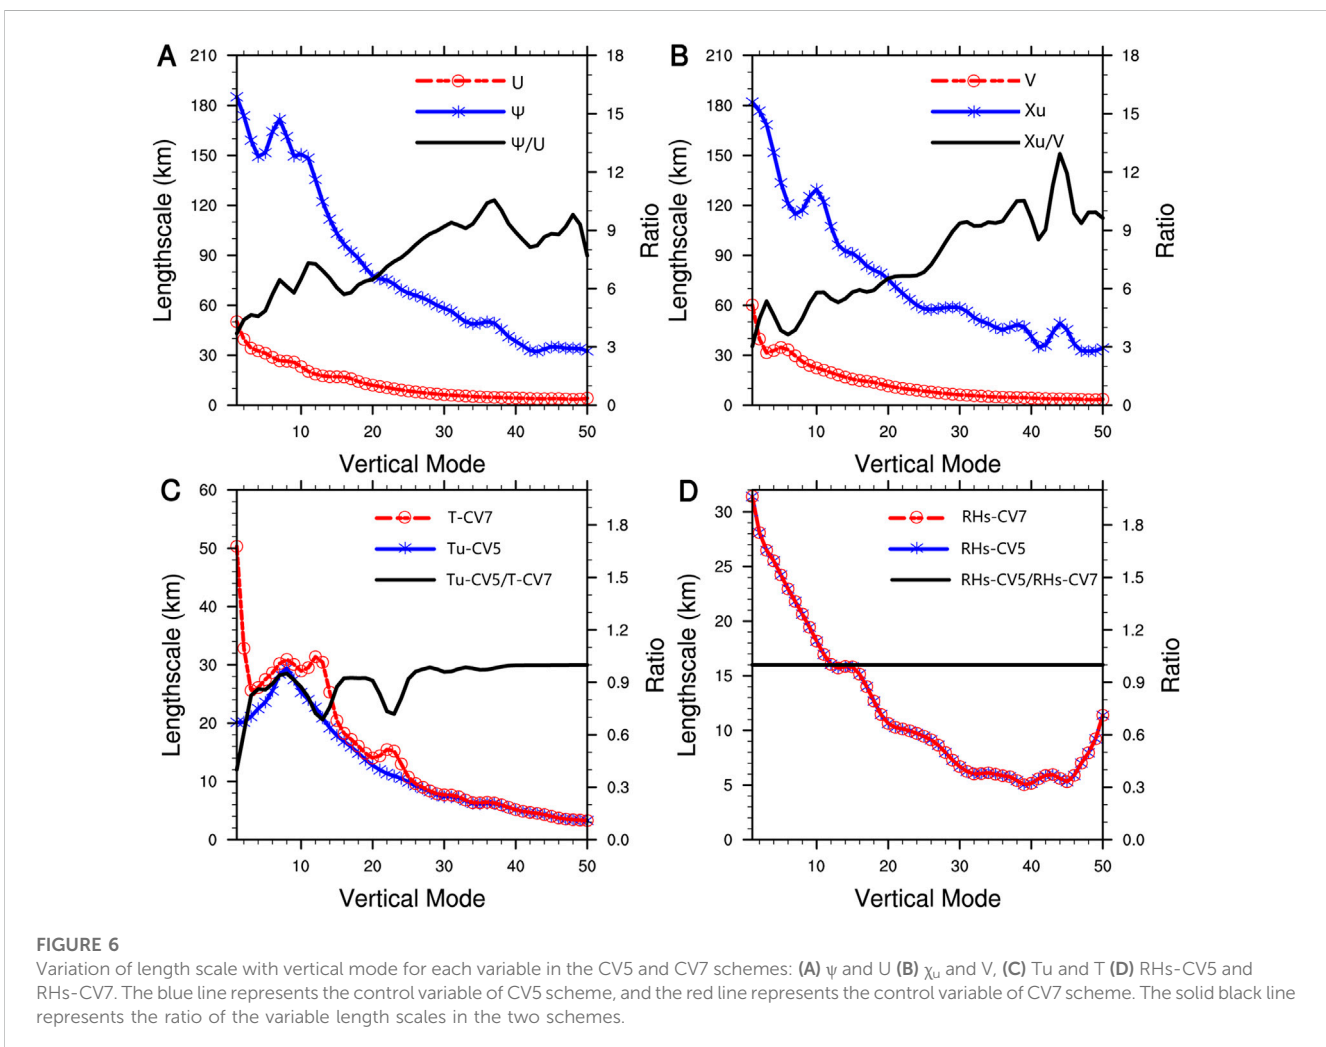 A
210
180
150
120
90
60
30
0
Lengthscale (km)
U
Ψ
Ψ/U
18
15
12
9
6
3
0
Ratio
10 20 30 40 50
Vertical Mode
B
210
180
150
120
90
60
30
0
Lengthscale (km)
V
Xu
Xu/V
18
15
12
9
6
3
0
Ratio
10 20 30 40 50
Vertical Mode
C
60
50
40
30
20
10
0
Lengthscale (km)
T-CV7
Tu-CV5
Tu-CV5/T-CV7
1.8
1.5
1.2
0.9
0.6
0.3
0.0
Ratio
10 20 30 40 50
Vertical Mode
D
30
25
20
15
10
5
0
Lengthscale (km)
RHs-CV7
RHs-CV5
RHs-CV5/RHs-CV7
1.8
1.5
1.2
0.9
0.6
0.3
0.0
Ratio
10 20 30 40 50
Vertical Mode
FIGURE 6
Variation of length scale with vertical mode for each variable in the CV5 and CV7 schemes: (A) ψ and U (B) χu and V, (C) Tu and T (D) RHs-CV5 and
RHs-CV7. The blue line represents the control variable of CV5 scheme, and the red line represents the control variable of CV7 scheme. The solid black line
represents the ratio of the variable length scales in the two schemes.